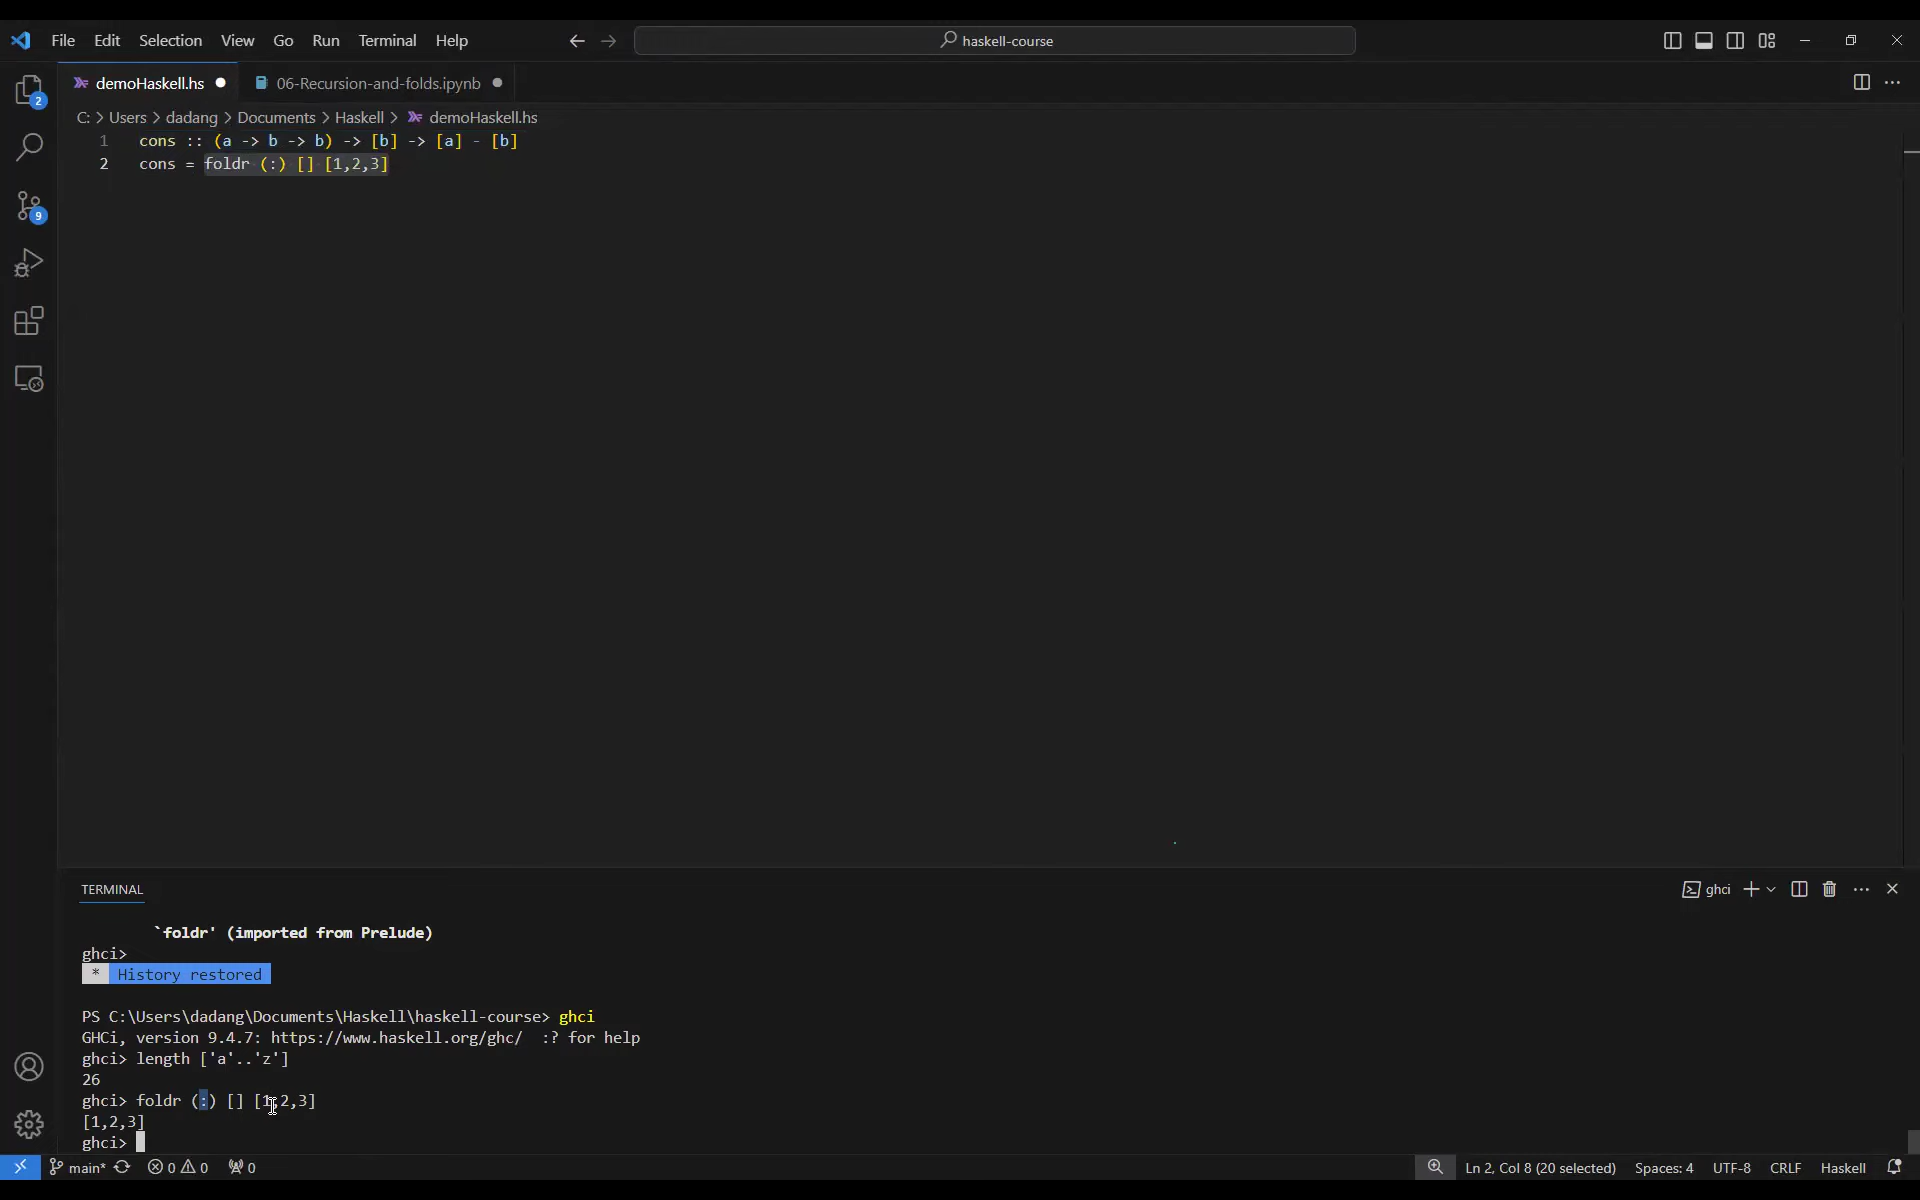 File Edit Selection View Go Run Terminal Help haskell-course
demoHaskell.hs 06-Recursion-and-folds.ipynb
C: > Users > dadang > Documents > Haskell > demoHaskell.hs
1 cons :: (a -> b -> b) -> [b] -> [a] - [b]
2 cons = foldr (:) [] [1,2,3]
2
9
TERMINAL
ghci
`foldr' (imported from Prelude)
ghci>
* History restored
PS C:\Users\dadang\Documents\Haskell\haskell-course> ghci
GHCi, version 9.4.7: https://www.haskell.org/ghc/  :? for help
ghci> length ['a'..'z']
26
ghci> foldr (:) [] [1,2,3]
[1,2,3]
ghci>
main* 0 0 0 Ln 2, Col 8 (20 selected) Spaces: 4 UTF-8 CRLF Haskell